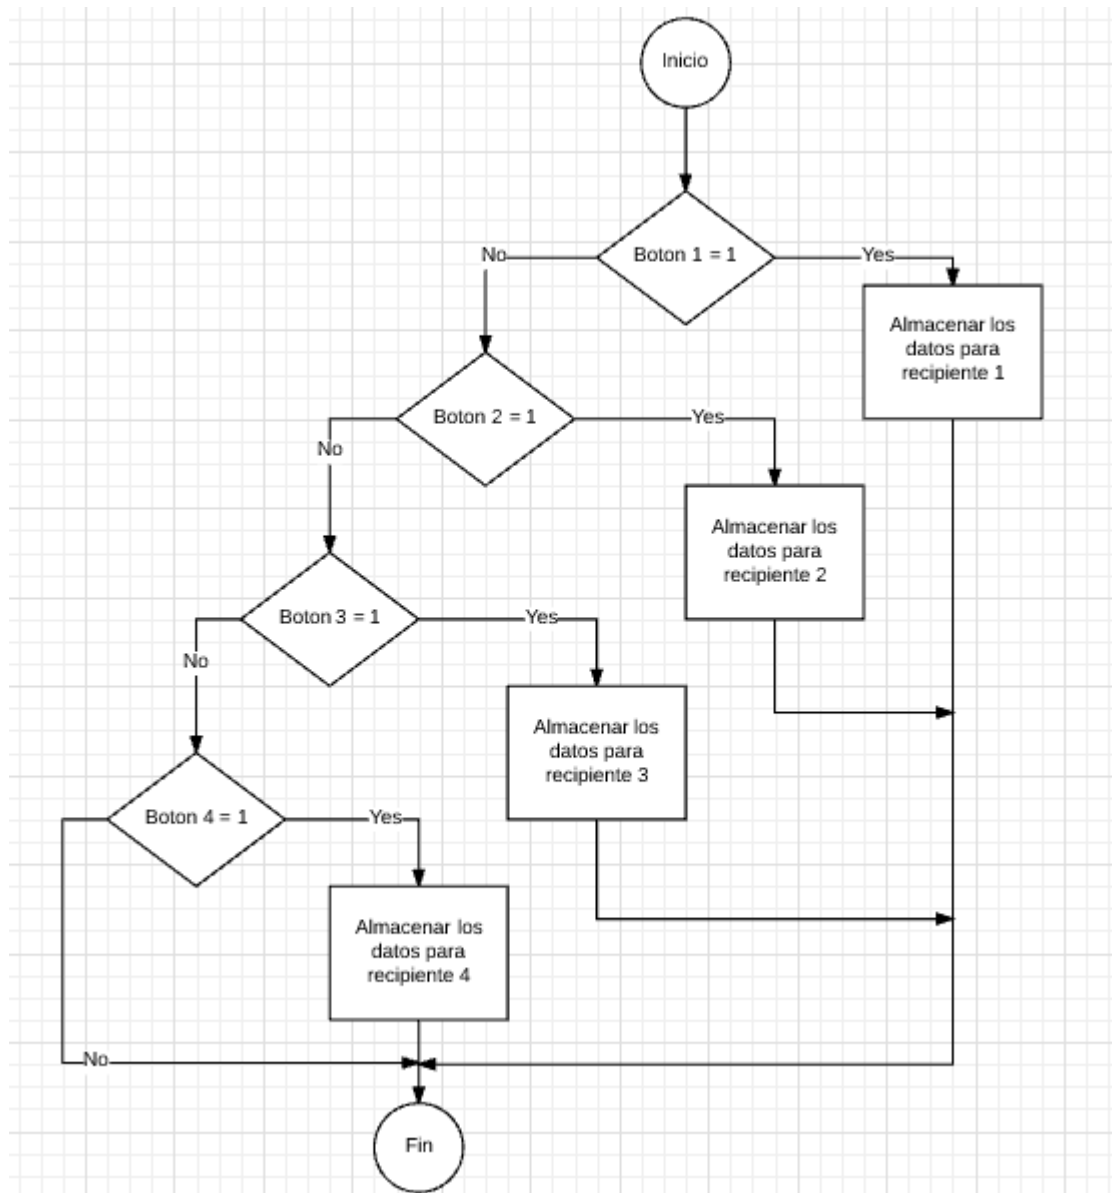 Inicio
Boton 1 = 1
No
Yes
Almacenar los
datos para
recipiente 1
Boton 2 = 1
No
Yes
Almacenar los
datos para
recipiente 2
Boton 3 = 1
No
Yes
Almacenar los
datos para
recipiente 3
Boton 4 = 1
Yes
Almacenar los
datos para
recipiente 4
No
Fin